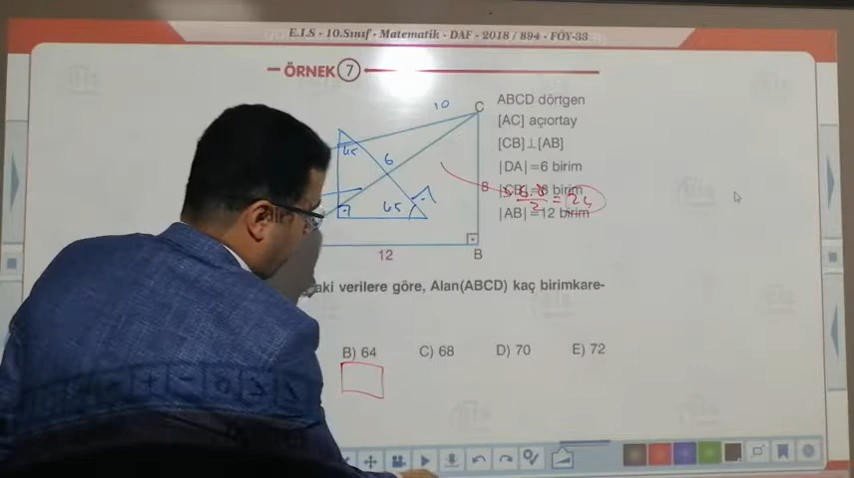 E.I.S - 10.Sınıf - Matematik - DAF - 2018 / 894 - FÖY-33
ÖRNEK 7
10
C
ABCD dörtgen
[AC] açıortay
[CB]⊥[AB]
|DA|=6 birim
birim
|AB|=12 birim
45
6
8
= 24
45
12
B
aki verilere göre, Alan(ABCD) kaç birimkare-
B) 64
C) 68
D) 70
E) 72